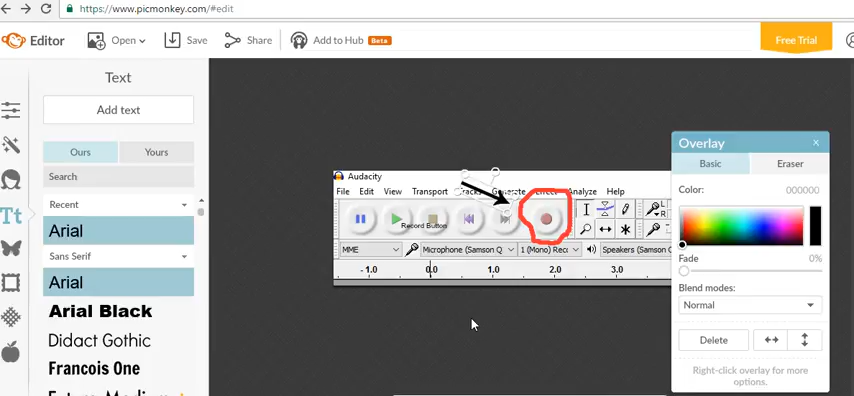 https://www.picmonkey.com/#edit
Editor Open Save Share Add to Hub Beta Free Trial
Text
Add text
Ours Yours
Search
Recent
Arial
Sans Serif
Arial
Arial Black
Didact Gothic
Francois One
Tt
Audacity
File Edit View Transport Tracks Generate Effect Analyze Help
Record Button
L
R
MME Microphone (Samson Q 1 (Mono) Rec Speakers (Samson
- 1.0 0.0 1.0 2.0 3.0
Overlay ×
Basic Eraser
Color: 000000
Fade 0%
Blend modes:
Normal
Delete
Right-click overlay for more
options.